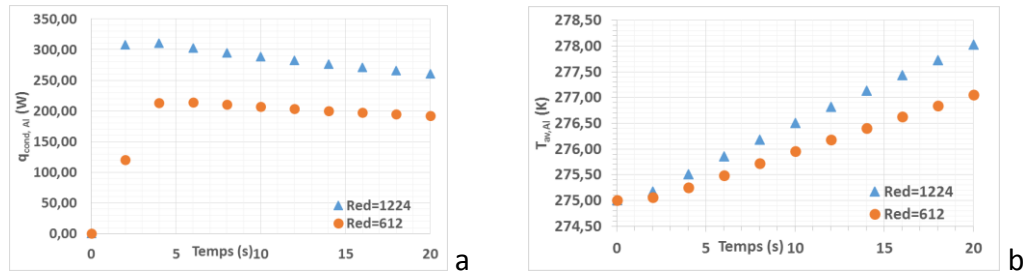 350,00
300,00
250,00
200,00
150,00
100,00
50,00
0,00
q cond, Al (W)
0 5 10 15 20
Temps (s)
Red=1224
Red=612
a
278,50
278,00
277,50
277,00
276,50
276,00
275,50
275,00
274,50
T av,Al (K)
0 5 10 15 20
Temps (s)
Red=1224
Red=612
b